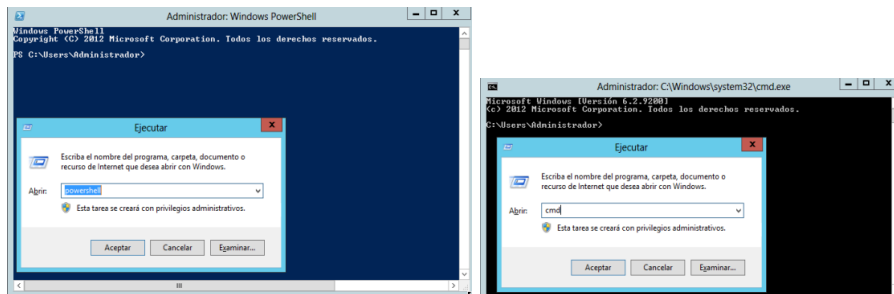 Administrador: Windows PowerShell
Windows PowerShell
Copyright (C) 2012 Microsoft Corporation. Todos los derechos reservados.
PS C:\Users\Administrador>
Ejecutar
Escriba el nombre del programa, carpeta, documento o
recurso de Internet que desea abrir con Windows.
Abrir: powershell
Esta tarea se creará con privilegios administrativos.
Aceptar Cancelar Examinar...
Administrador: C:\Windows\system32\cmd.exe
Microsoft Windows [Versión 6.2.9200]
(c) 2012 Microsoft Corporation. Todos los derechos reservados.
C:\Users\Administrador>
Ejecutar
Escriba el nombre del programa, carpeta, documento o
recurso de Internet que desea abrir con Windows.
Abrir: cmd
Esta tarea se creará con privilegios administrativos.
Aceptar Cancelar Examinar...